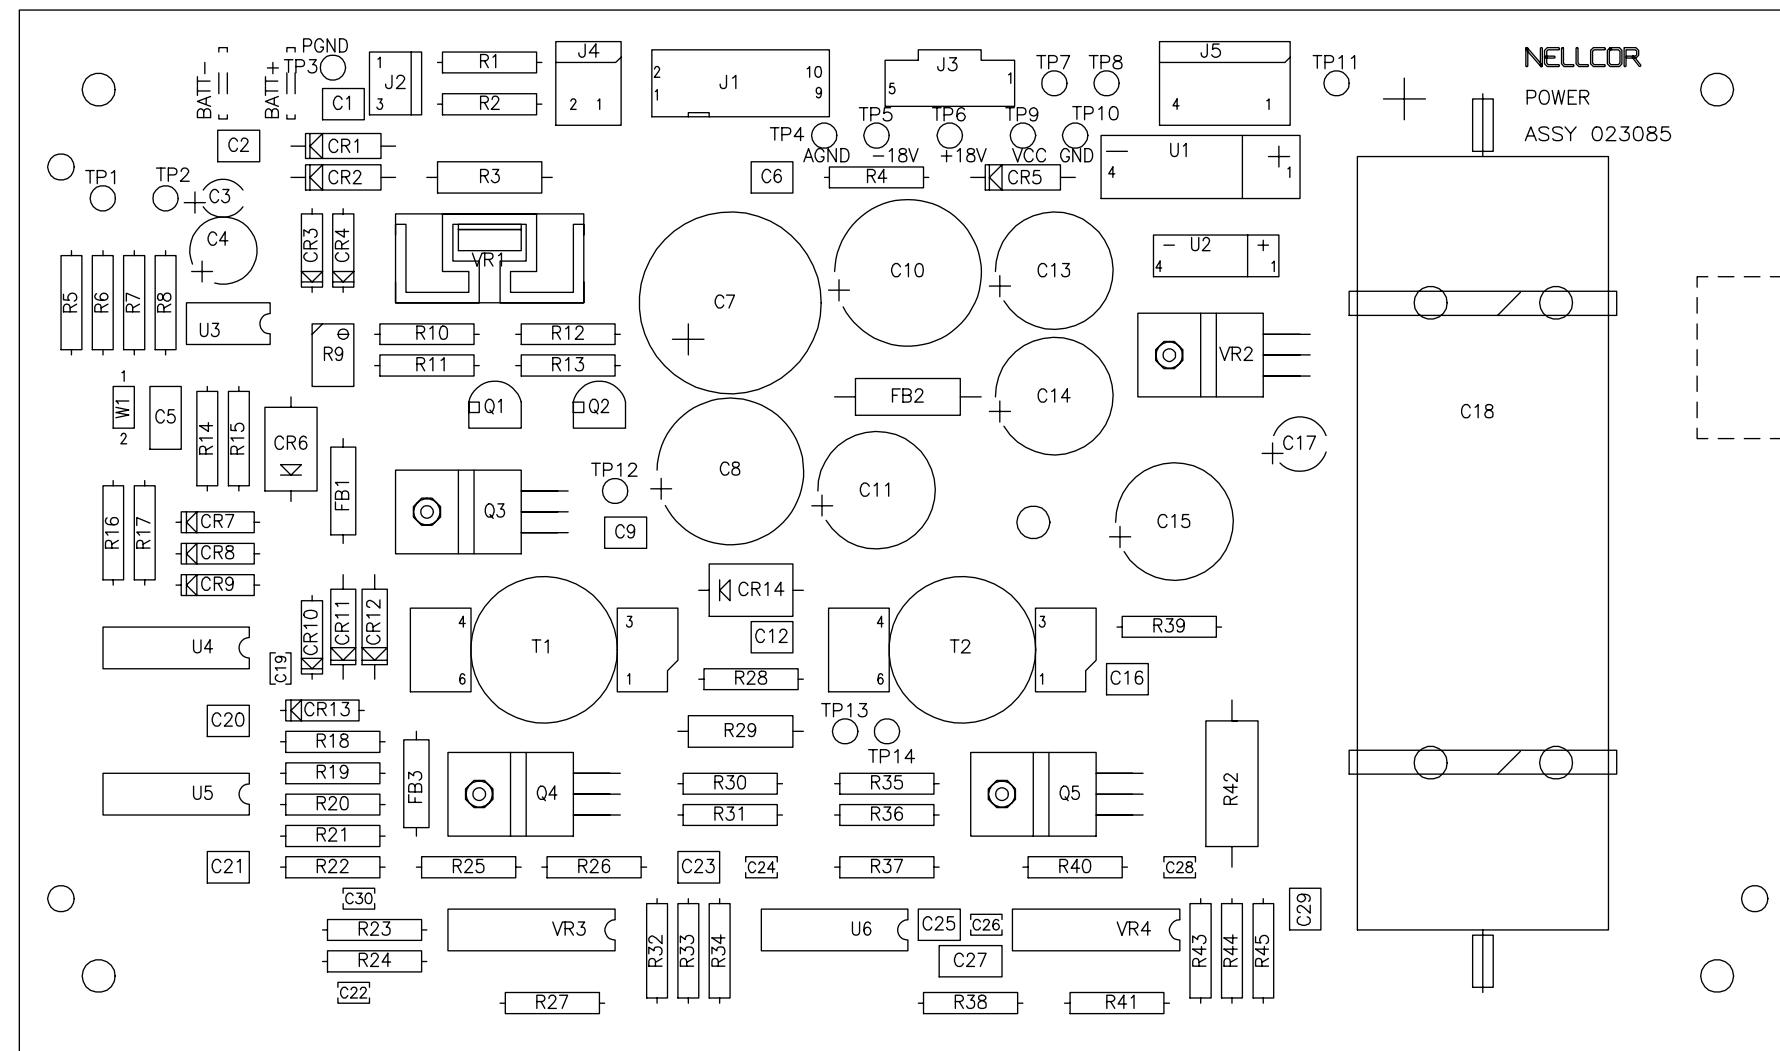 PGND
TP3
BATT-
BATT+
1
J2
3
R1
R2
J4
2 1
2
1
J1
10
9
J3
5
1
TP7
TP8
J5
4
1
TP11
NELLCOR
POWER
ASSY 023085
C1
C2
CR1
CR2
R3
TP4
TP5
TP6
TP9
TP10
AGND
-18V
+18V
VCC
GND
C6
R4
CR5
U1
-
+
4
1
TP1
TP2
+
C3
C4
+
CR3
CR4
VR1
C7
+
C10
+
C13
+
U2
-
+
4
1
R5
R6
R7
R8
U3
R9
R10
R12
R11
R13
VR2
C14
+
FB2
C18
+
1
W1
2
C5
R14
R15
CR6
FB1
Q1
Q2
C8
+
C11
+
C17
+
TP12
Q3
C9
C15
+
R16
R17
CR7
CR8
CR9
CR10
CR11
CR12
CR14
C12
4
6
T1
3
1
4
6
T2
3
1
R39
U4
C19
R28
C16
CR13
C20
R18
R29
TP13
TP14
R19
U5
R20
FB3
Q4
R30
R31
R35
R36
Q5
R42
R21
C21
R22
R25
R26
C23
C24
R37
R40
C28
C30
R23
R24
VR3
R32
R33
R34
U6
C25
C26
C27
VR4
R43
R44
R45
C29
C22
R27
R38
R41